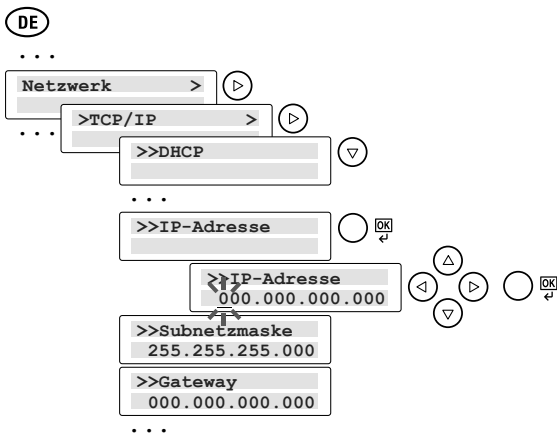 DE
...
Netzwerk >
... >TCP/IP >
>>DHCP
...
>>IP-Adresse
OK
>>IP-Adresse
000.000.000.000
OK
>>Subnetzmaske
255.255.255.000
>>Gateway
000.000.000.000
...